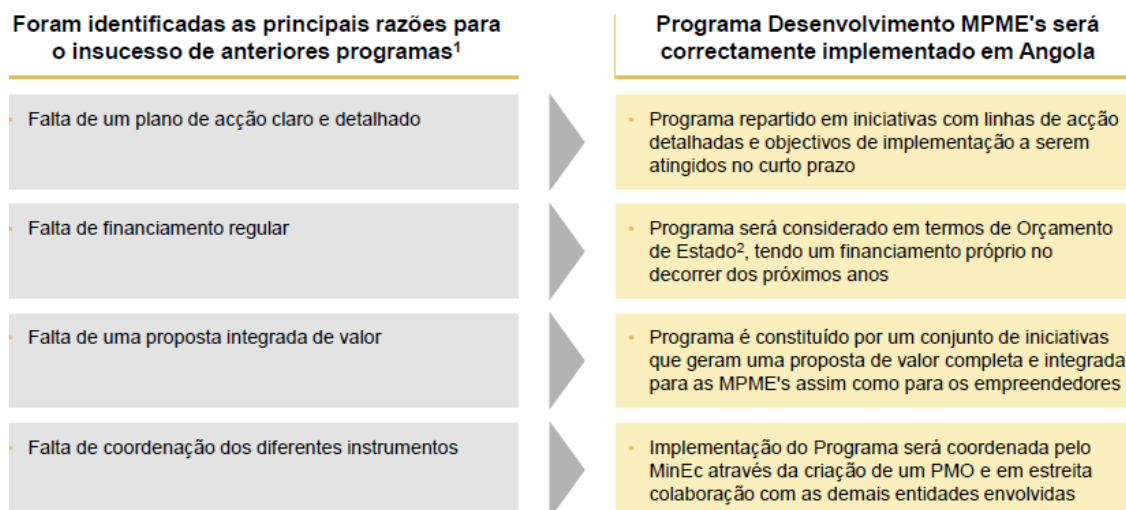 Foram identificadas as principais razões para
o insucesso de anteriores programas¹
Programa Desenvolvimento MPME's será
correctamente implementado em Angola
Falta de um plano de acção claro e detalhado
Programa repartido em iniciativas com linhas de acção
detalhadas e objectivos de implementação a serem
atingidos no curto prazo
Falta de financiamento regular
Programa será considerado em termos de Orçamento
de Estado², tendo um financiamento próprio no
decorrer dos próximos anos
Falta de uma proposta integrada de valor
Programa é constituído por um conjunto de iniciativas
que geram uma proposta de valor completa e integrada
para as MPME's assim como para os empreendedores
Falta de coordenação dos diferentes instrumentos
Implementação do Programa será coordenada pelo
MinEc através da criação de um PMO e em estreita
colaboração com as demais entidades envolvidas